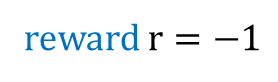 reward r = −1